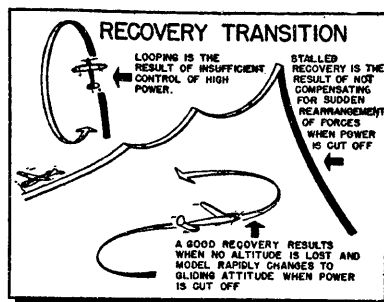 RECOVERY TRANSITION
LOOPING IS THE
RESULT OF INSUFFICIENT
CONTROL OF HIGH
POWER.
STALLED
RECOVERY IS THE
RESULT OF NOT
COMPENSATING
FOR SUDDEN
REARRANGEMENT
OF FORCES
WHEN POWER
IS CUT OFF
A GOOD RECOVERY RESULTS
WHEN NO ALTITUDE IS LOST AND
MODEL RAPIDLY CHANGES TO
GLIDING ATTITUDE WHEN POWER
IS CUT OFF